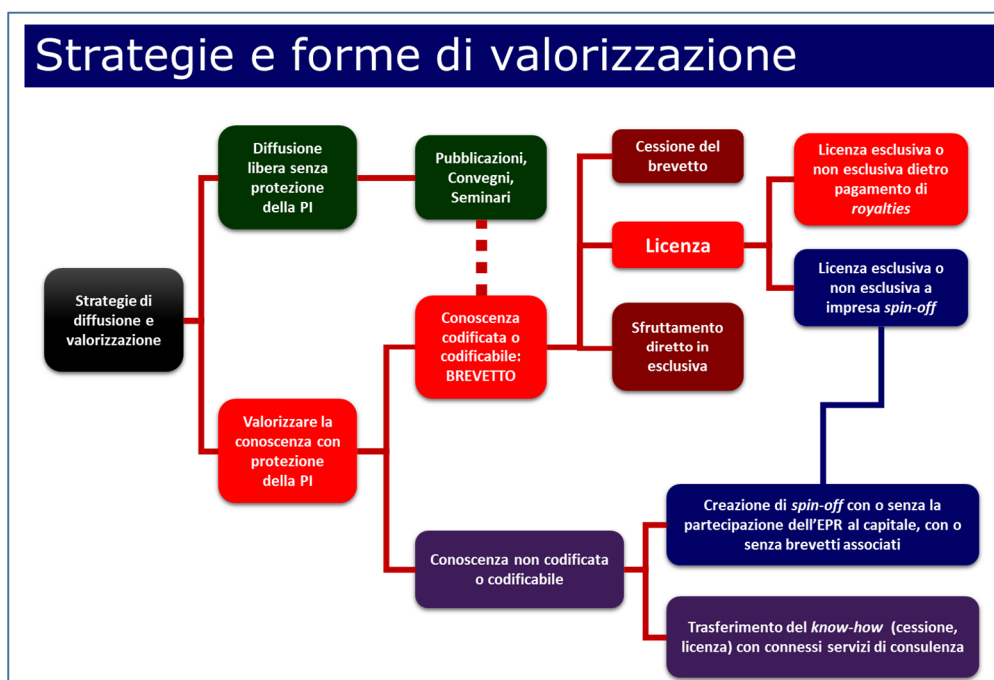 Strategie e forme di valorizzazione
Diffusione
libera senza
protezione
della PI
Pubblicazioni,
Convegni,
Seminari
Cessione del
brevetto
Licenza esclusiva o
non esclusiva dietro
pagamento di
royalties
Licenza
Licenza esclusiva o
non esclusiva a
impresa spin-off
Strategie di
diffusione e
valorizzazione
Conoscenza
codificata o
codificabile:
BREVETTO
Sfruttamento
diretto in
esclusiva
Valorizzare la
conoscenza con
protezione
della PI
Creazione di spin-off con o senza la
partecipazione dell'EPR al capitale, con o
senza brevetti associati
Conoscenza non codificata
o codificabile
Trasferimento del know-how (cessione,
licenza) con connessi servizi di consulenza